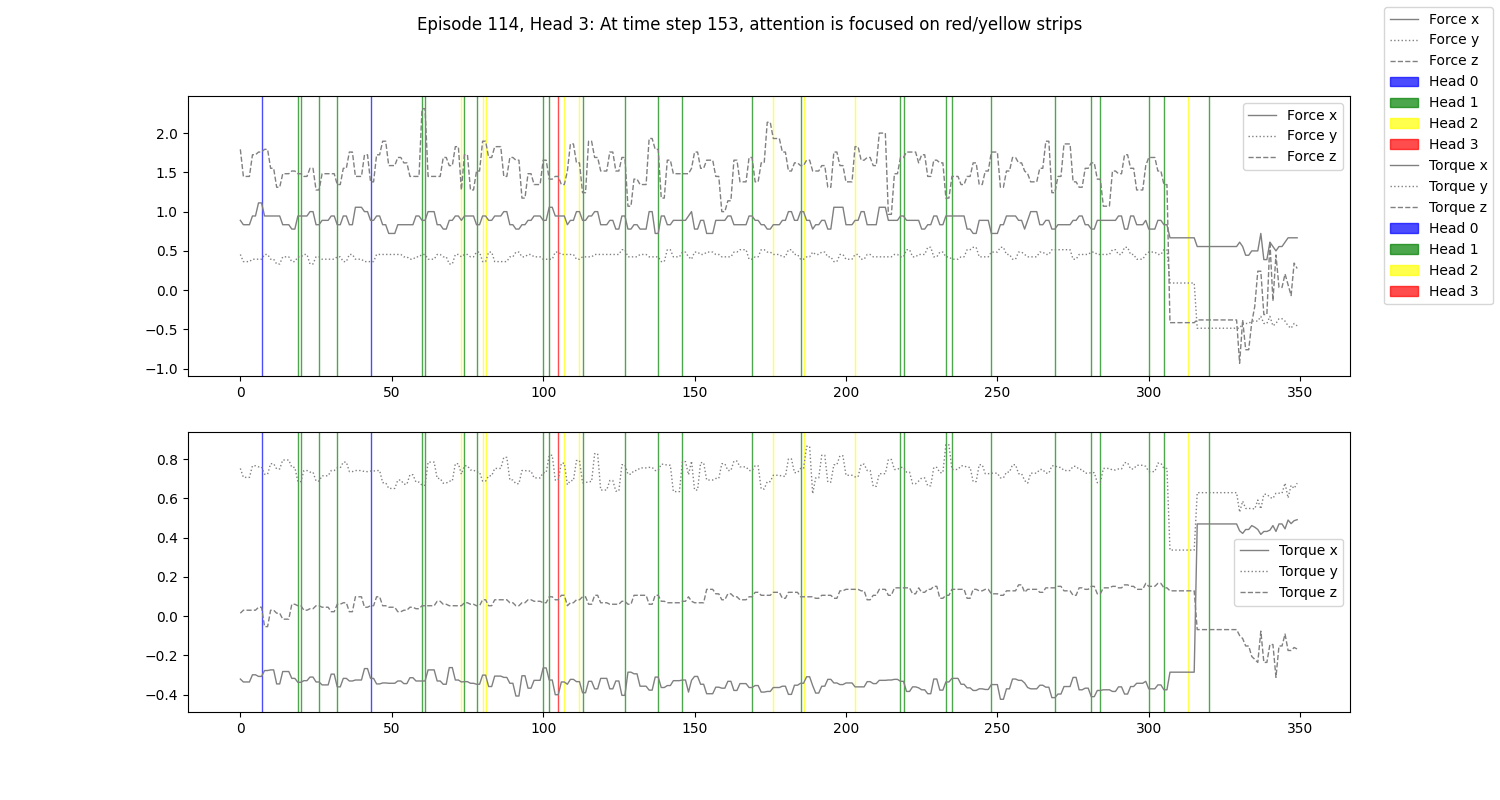 Episode 114, Head 3: At time step 153, attention is focused on red/yellow strips
Force x
Force y
Force z
Head 0
Head 1
Head 2
Head 3
Torque x
Torque y
Torque z
Head 0
Head 1
Head 2
Head 3
Force x
Force y
Force z
2.0
1.5
1.0
0.5
0.0
−0.5
−1.0
0 50 100 150 200 250 300 350
0.8
0.6
0.4
0.2
0.0
−0.2
−0.4
Torque x
Torque y
Torque z
0 50 100 150 200 250 300 350